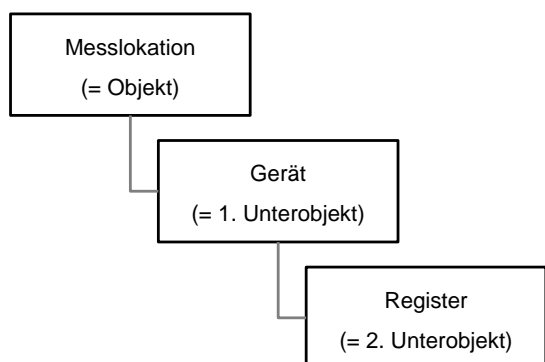 Messlokation
(= Objekt)
Gerät
(= 1. Unterobjekt)
Register
(= 2. Unterobjekt)